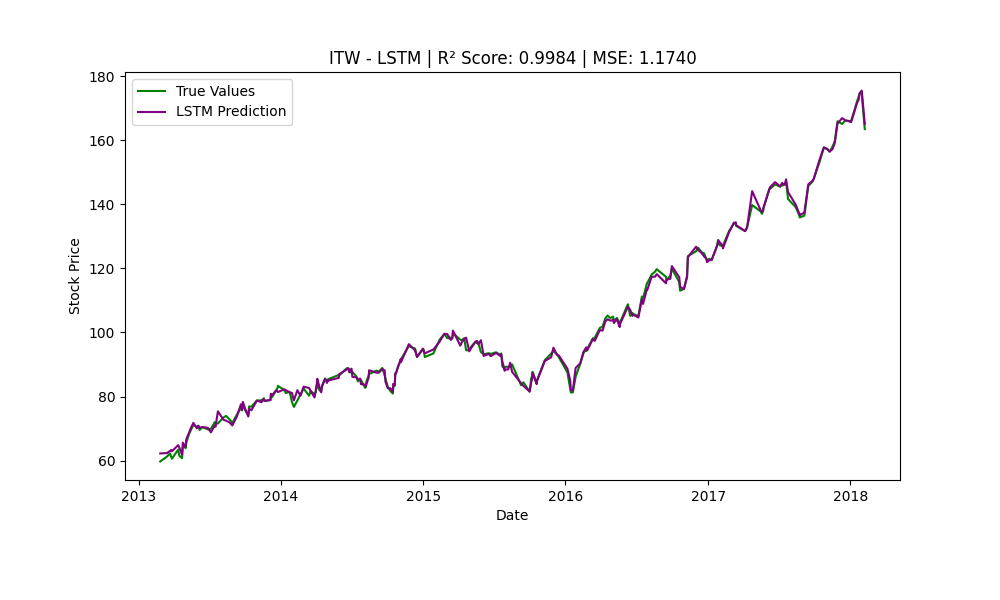 ITW - LSTM | R² Score: 0.9984 | MSE: 1.1740
True Values
LSTM Prediction
Stock Price
180
160
140
120
100
80
60
2013 2014 2015 2016 2017 2018
Date